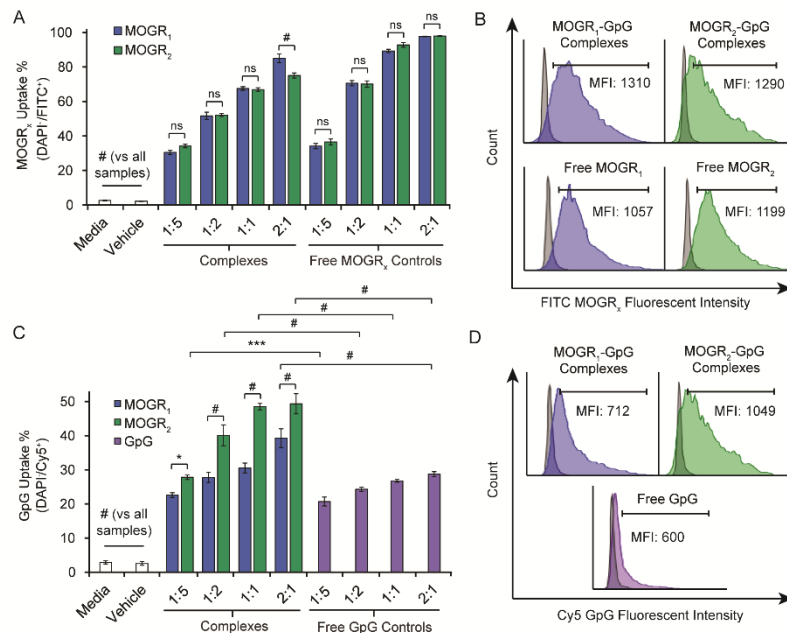 A
MOGR₁
MOGR₂
MOGRₓ Uptake %
(DAPI⁻/FITC⁺)
100
80
60
40
20
0
# (vs all
samples)
ns
ns
ns
#
ns
ns
ns
ns
Media
Vehicle
1:5
1:2
1:1
2:1
1:5
1:2
1:1
2:1
Complexes
Free MOGRₓ Controls
B
MOGR₁-GpG
Complexes
MOGR₂-GpG
Complexes
MFI: 1310
MFI: 1290
Free MOGR₁
Free MOGR₂
MFI: 1057
MFI: 1199
Count
FITC MOGRₓ Fluorescent Intensity
C
#
#
#
***
#
MOGR₁
MOGR₂
GpG
GpG Uptake %
(DAPI⁻/Cy5⁺)
50
40
30
20
10
0
# (vs all
samples)
*
#
#
#
Media
Vehicle
1:5
1:2
1:1
2:1
1:5
1:2
1:1
2:1
Complexes
Free GpG Controls
D
MOGR₁-GpG
Complexes
MOGR₂-GpG
Complexes
MFI: 712
MFI: 1049
Free GpG
MFI: 600
Count
Cy5 GpG Fluorescent Intensity